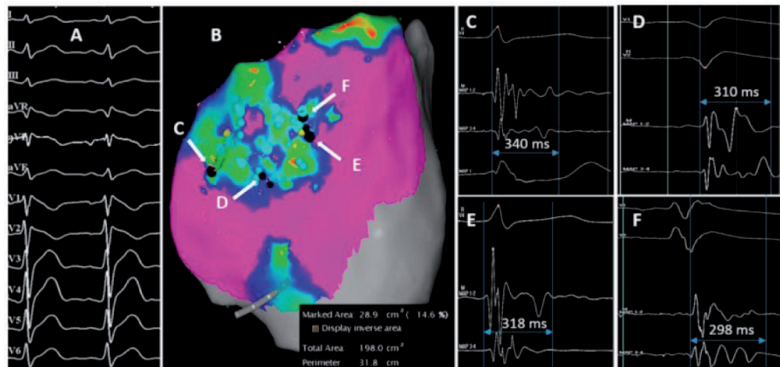 A
I
II
III
aVR
aVF
V1
V2
V3
V4
V5
V6
B
C
D
E
F
Marked Area 28.9 cm² ( 14.6 %)
Display inverse area
Total Area 198.0 cm²
Perimeter 31.8 cm
C
340 ms
D
310 ms
E
318 ms
F
298 ms